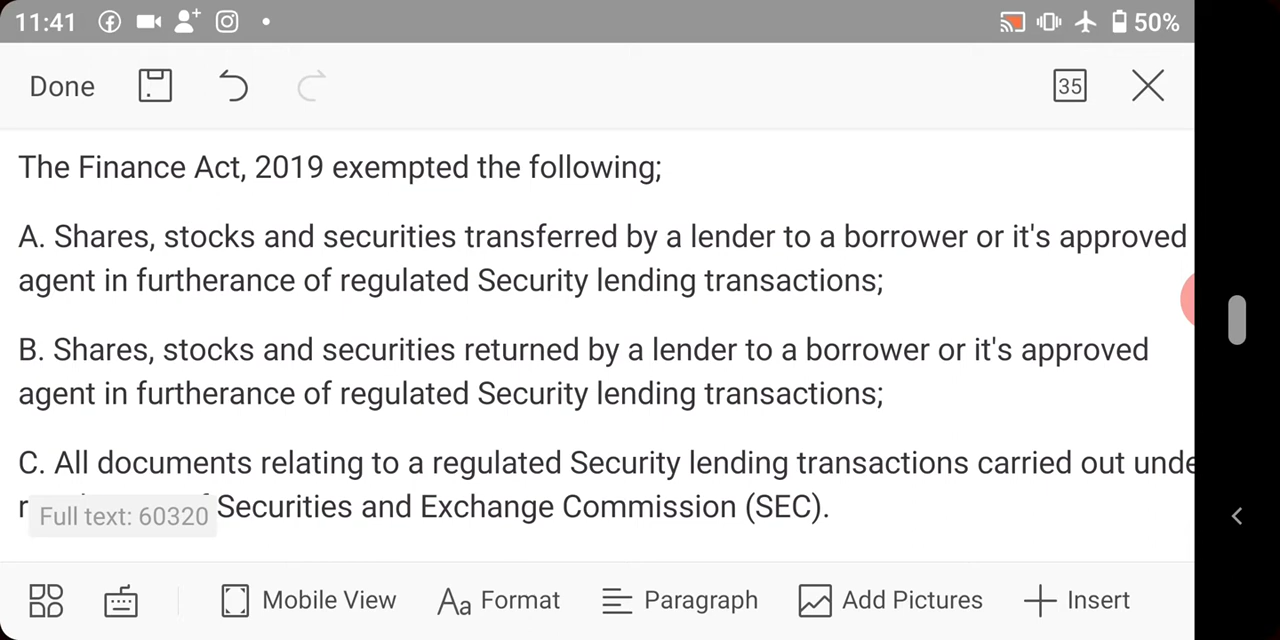 11:41 50%
Done 35
The Finance Act, 2019 exempted the following;
A. Shares, stocks and securities transferred by a lender to a borrower or it's approved
agent in furtherance of regulated Security lending transactions;
B. Shares, stocks and securities returned by a lender to a borrower or it's approved
agent in furtherance of regulated Security lending transactions;
C. All documents relating to a regulated Security lending transactions carried out unde
Securities and Exchange Commission (SEC).
Full text: 60320
Mobile View Aa Format Paragraph Add Pictures Insert